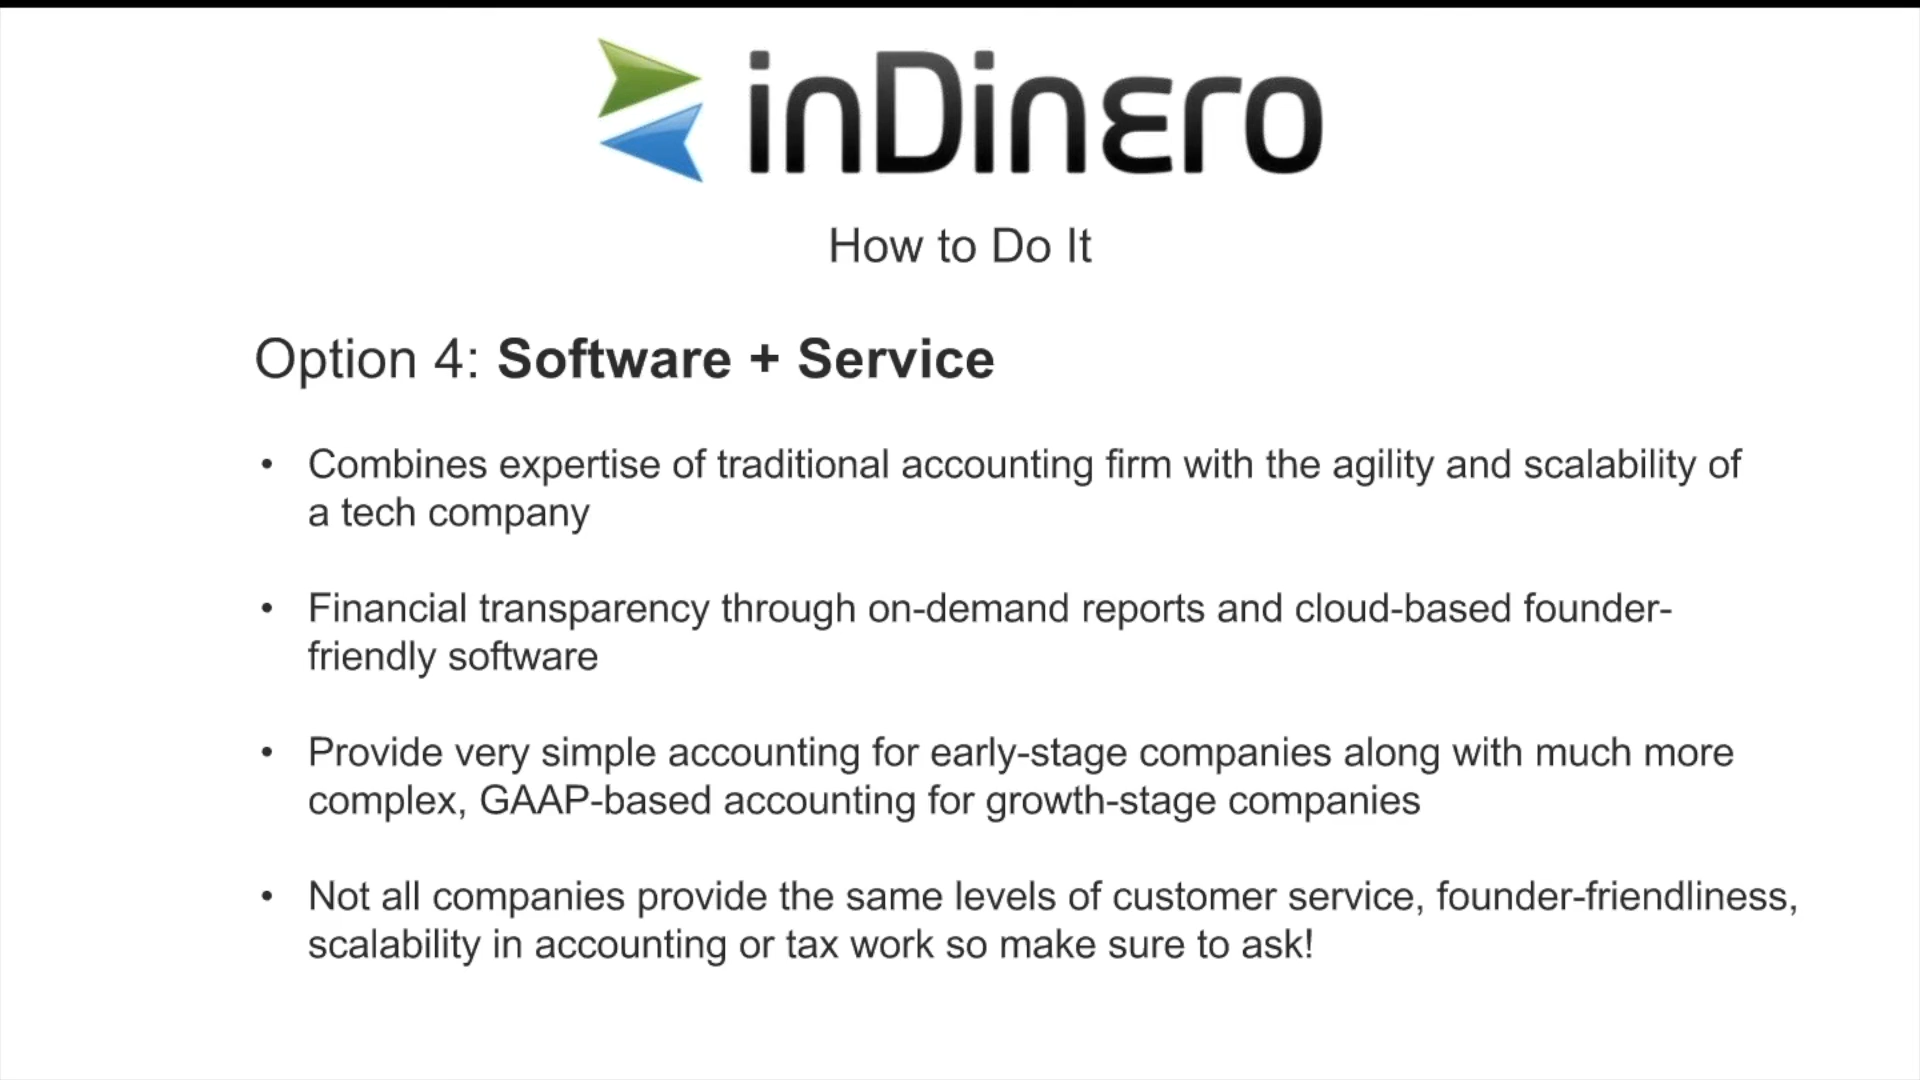 inDinero
How to Do It
Option 4: Software + Service
• Combines expertise of traditional accounting firm with the agility and scalability of
a tech company
• Financial transparency through on-demand reports and cloud-based founder-
friendly software
• Provide very simple accounting for early-stage companies along with much more
complex, GAAP-based accounting for growth-stage companies
• Not all companies provide the same levels of customer service, founder-friendliness,
scalability in accounting or tax work so make sure to ask!